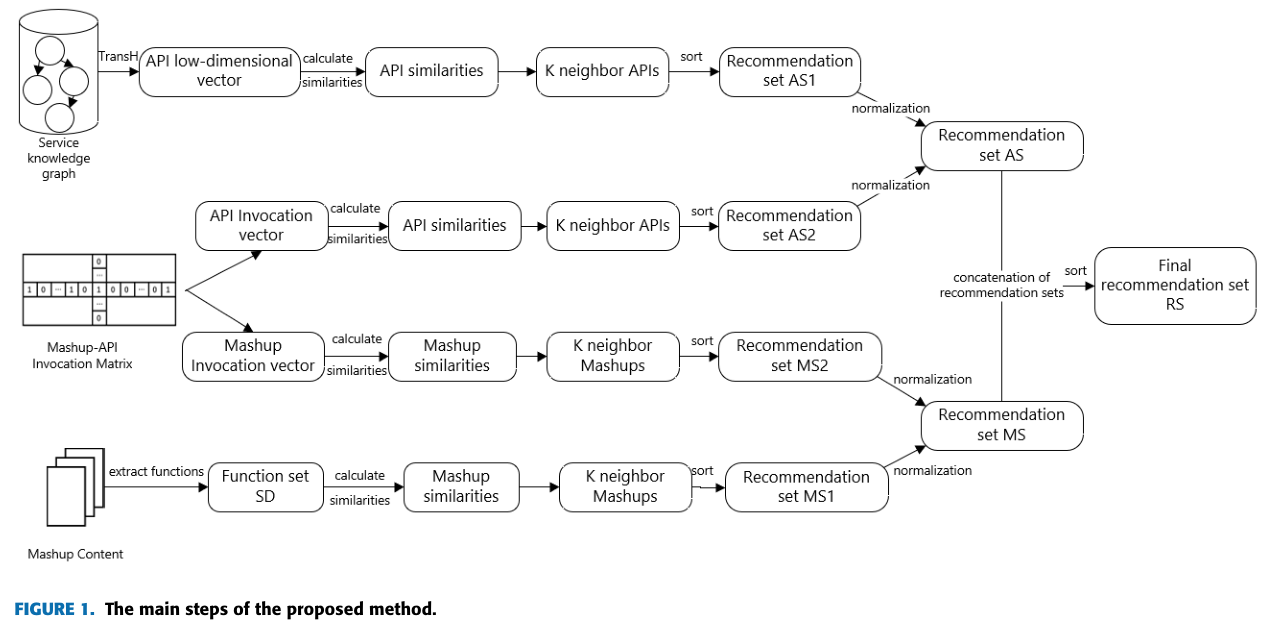 TransH
API low-dimensional
vector
calculate
similarities
API similarities
K neighbor APIs
sort
Recommendation
set AS1
normalization
Service
knowledge
graph
Recommendation
set AS
normalization
API Invocation
vector
calculate
similarities
API similarities
K neighbor APIs
sort
Recommendation
set AS2
0
...
1 0 ... 1 0 1 0 0 ... 0 1
...
0
Mashup-API
Invocation Matrix
concatenation of
recommendation sets
sort
Final
recommendation set
RS
Mashup
Invocation vector
calculate
similarities
Mashup
similarities
K neighbor
Mashups
sort
Recommendation
set MS2
normalization
Recommendation
set MS
normalization
extract functions
Function set
SD
calculate
similarities
Mashup
similarities
K neighbor
Mashups
sort
Recommendation
set MS1
Mashup Content
FIGURE 1. The main steps of the proposed method.